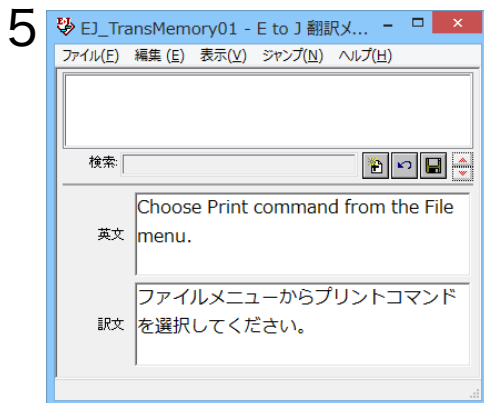 5
EJ_TransMemory01 - E to J 翻訳メ...
ファイル(F) 編集(E) 表示(V) ジャンプ(N) ヘルプ(H)
検索:
英文
Choose Print command from the File
menu.
訳文
ファイルメニューからプリントコマンド
を選択してください。